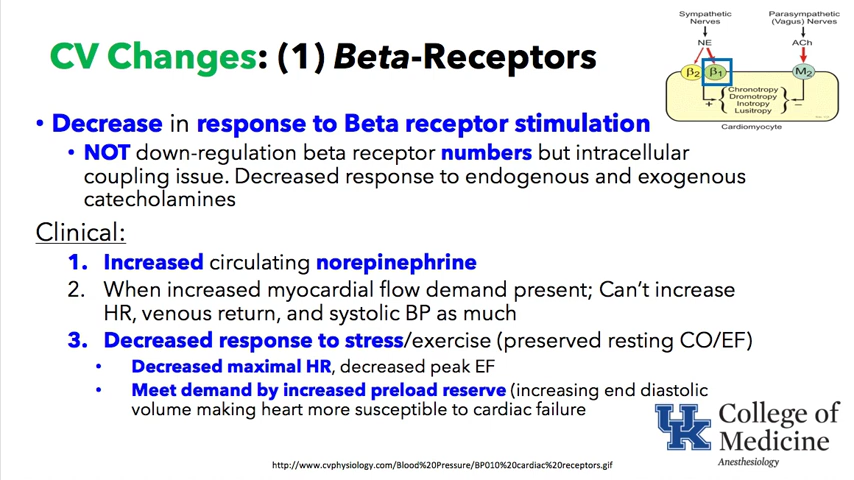 CV Changes: (1) Beta-Receptors
Sympathetic
Nerves
Parasympathetic
(Vagus) Nerves
NE
ACh
β2
β1
M2
Chronotropy
Dromotropy
Inotropy
Lusitropy
+
–
Cardiomyocyte
• Decrease in response to Beta receptor stimulation
• NOT down-regulation beta receptor numbers but intracellular
coupling issue. Decreased response to endogenous and exogenous
catecholamines
Clinical:
1. Increased circulating norepinephrine
2. When increased myocardial flow demand present; Can't increase
HR, venous return, and systolic BP as much
3. Decreased response to stress/exercise (preserved resting CO/EF)
• Decreased maximal HR, decreased peak EF
• Meet demand by increased preload reserve (increasing end diastolic
volume making heart more susceptible to cardiac failure
UK
College of
Medicine
Anesthesiology
http://www.cvphysiology.com/Blood%20Pressure/BP010%20cardiac%20receptors.gif